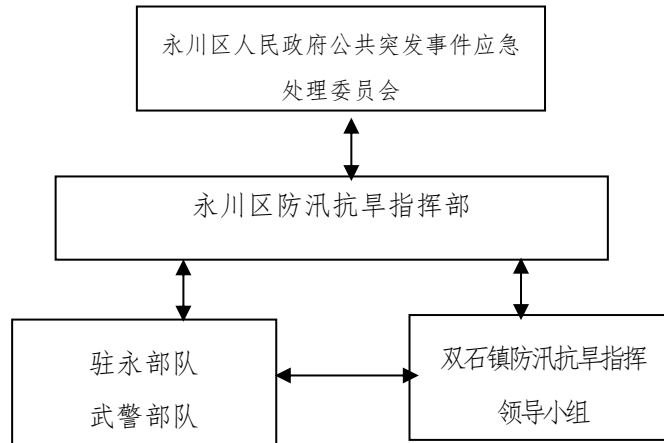 永川区人民政府公共突发事件应急
处理委员会
永川区防汛抗旱指挥部
驻永部队
武警部队
双石镇防汛抗旱指挥
领导小组